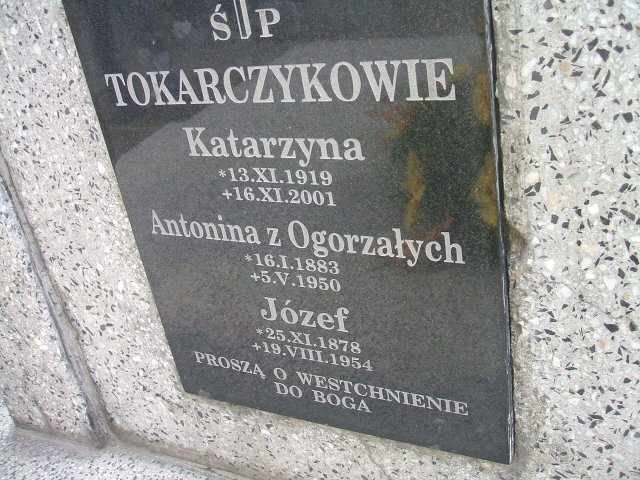 Ś P
TOKARCZYKOWIE
Katarzyna
*13.XI.1919
+16.XI.2001
Antonina z Ogorzałych
*16.I.1883
+5.V.1950
Józef
*25.XI.1878
+19.VIII.1954
PROSZĄ O WESTCHNIENIE
DO BOGA